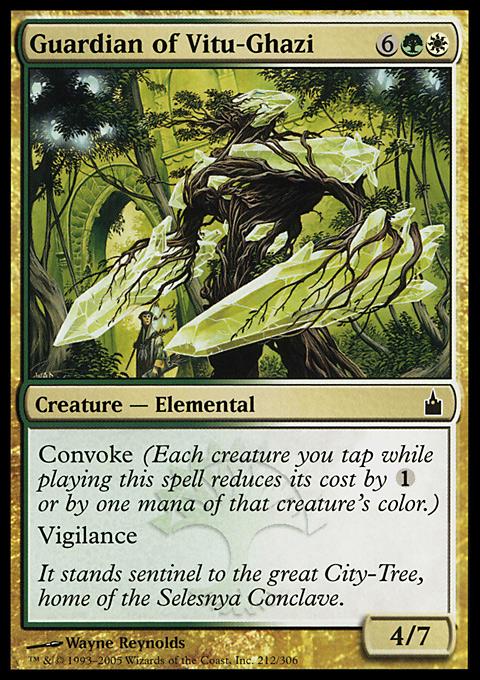 Guardian of Vitu-Ghazi 6
Creature — Elemental
Convoke (Each creature you tap while
playing this spell reduces its cost by 1
or by one mana of that creature's color.)
Vigilance
It stands sentinel to the great City-Tree,
home of the Selesnya Conclave.
4/7
Wayne Reynolds
™ & © 1993–2005 Wizards of the Coast, Inc. 212/306